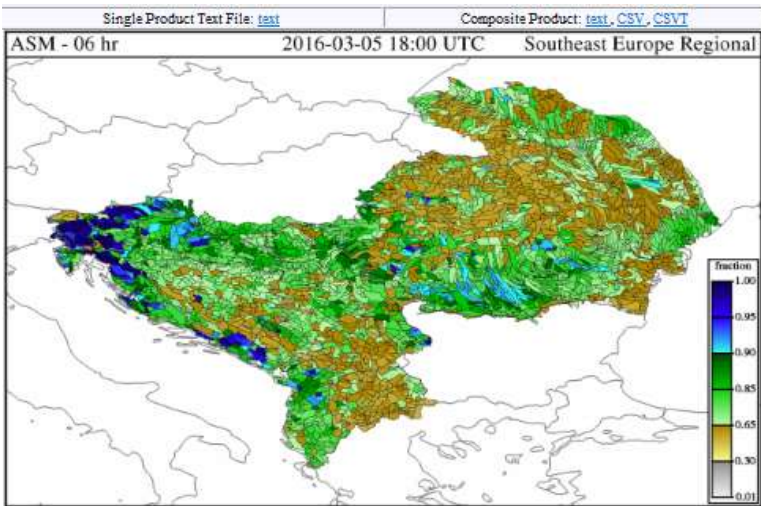 Single Product Text File: text
Composite Product: text , CSV , CSVT
ASM - 06 hr
2016-03-05 18:00 UTC
Southeast Europe Regional
fraction
1.00
0.95
0.90
0.85
0.65
0.30
0.01